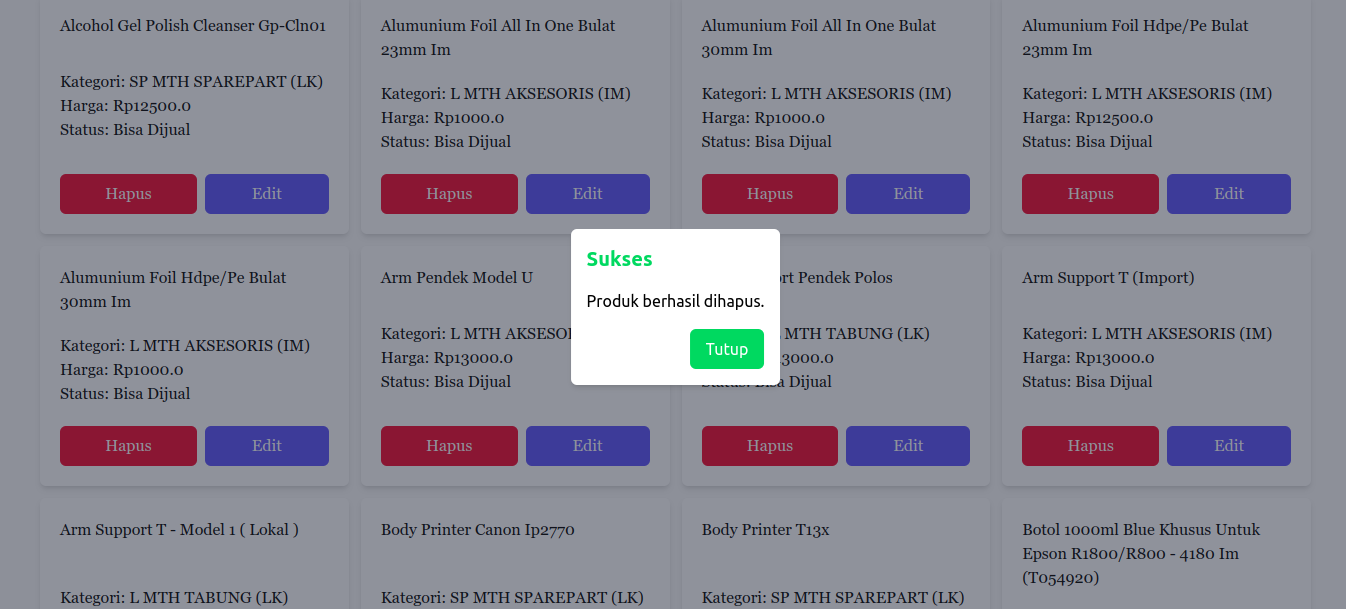 Alcohol Gel Polish Cleanser Gp-Cln01
Kategori: SP MTH SPAREPART (LK)
Harga: Rp12500.0
Status: Bisa Dijual
Hapus
Edit
Alumunium Foil All In One Bulat
23mm Im
Kategori: L MTH AKSESORIS (IM)
Harga: Rp1000.0
Status: Bisa Dijual
Hapus
Edit
Alumunium Foil All In One Bulat
30mm Im
Kategori: L MTH AKSESORIS (IM)
Harga: Rp1000.0
Status: Bisa Dijual
Hapus
Edit
Alumunium Foil Hdpe/Pe Bulat
23mm Im
Kategori: L MTH AKSESORIS (IM)
Harga: Rp12500.0
Status: Bisa Dijual
Hapus
Edit
Sukses
Produk berhasil dihapus.
Tutup
Alumunium Foil Hdpe/Pe Bulat
30mm Im
Kategori: L MTH AKSESORIS (IM)
Harga: Rp1000.0
Status: Bisa Dijual
Hapus
Edit
Arm Pendek Model U
Kategori: L MTH
Harga: Rp13000.0
Status: Bisa Dijual
Hapus
Edit
Pendek Polos
MTH TABUNG (LK)
Bisa Dijual
Hapus
Edit
Arm Support T (Import)
Kategori: L MTH AKSESORIS (IM)
Harga: Rp13000.0
Status: Bisa Dijual
Hapus
Edit
Arm Support T - Model 1 ( Lokal )
Kategori: L MTH TABUNG (LK)
Body Printer Canon Ip2770
Kategori: SP MTH SPAREPART (LK)
Body Printer T13x
Kategori: SP MTH SPAREPART (LK)
Botol 1000ml Blue Khusus Untuk
Epson R1800/R800 - 4180 Im
(T054920)